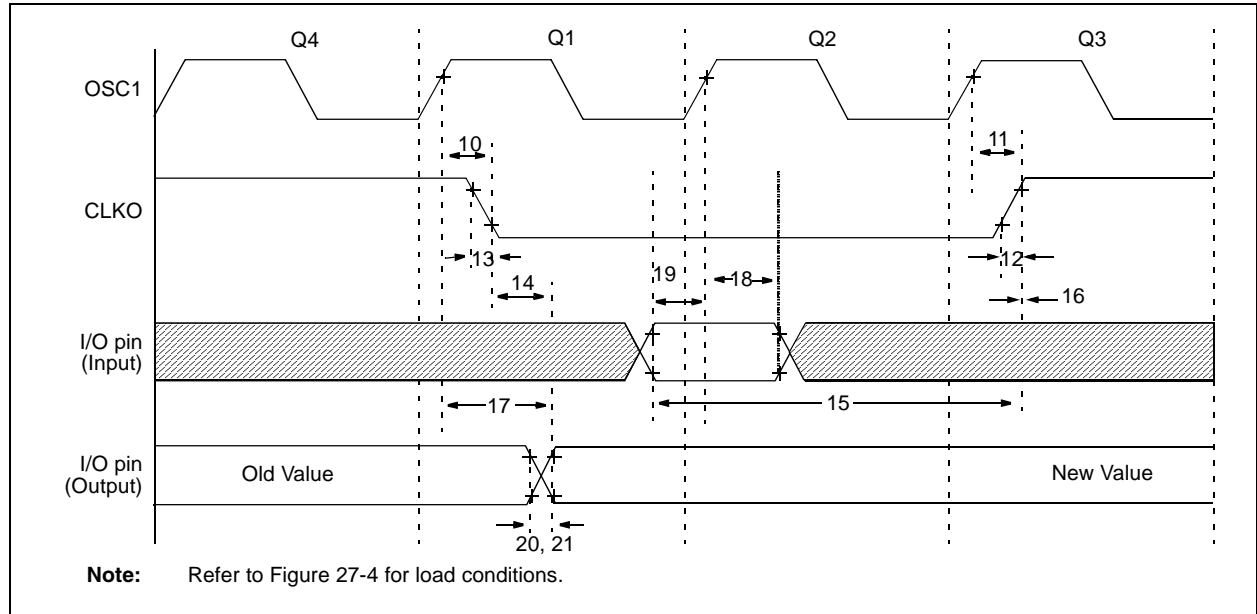 Q4 Q1 Q2 Q3
OSC1
10 11
CLKO
13 14 19 18 12 16
I/O pin
(Input)
17 15
I/O pin
(Output)
Old Value New Value
20, 21
Note: Refer to Figure 27-4 for load conditions.